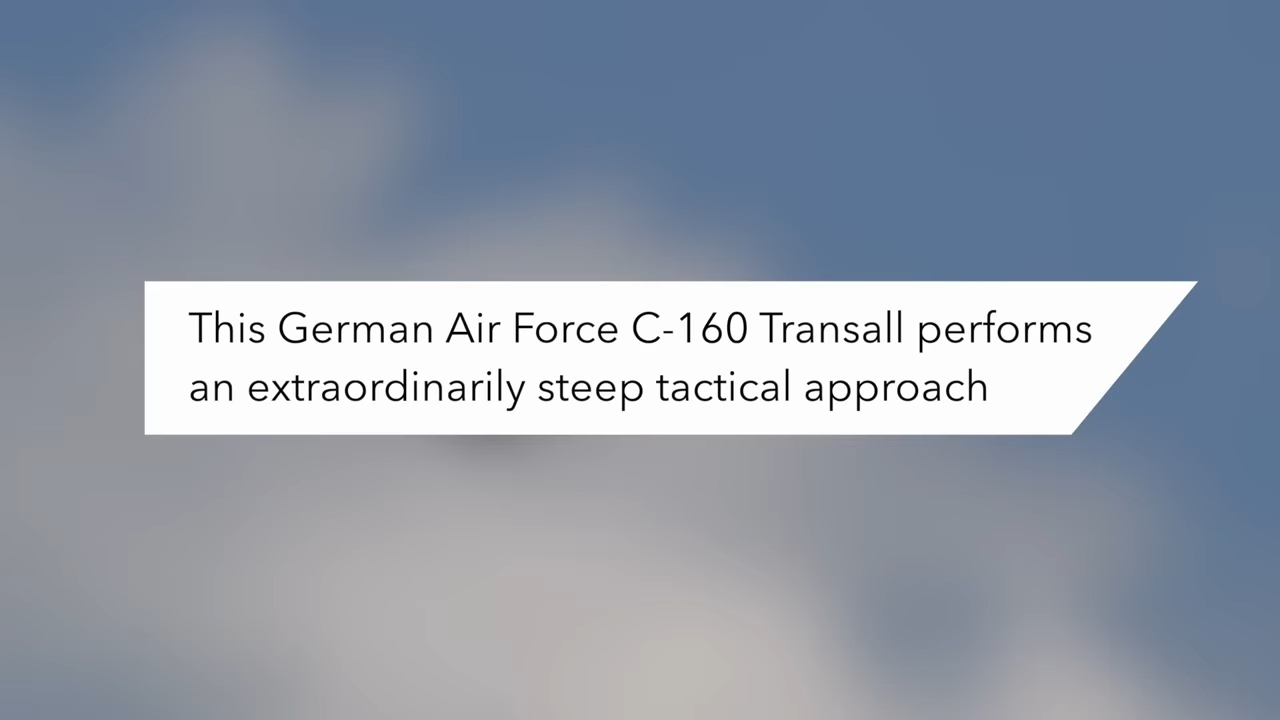 This German Air Force C-160 Transall performs
an extraordinarily steep tactical approach